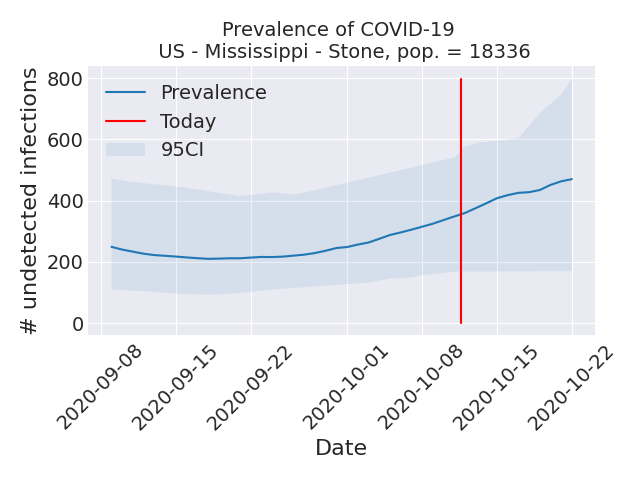 Prevalence of COVID-19
US - Mississippi - Stone, pop. = 18336
800
600
400
200
0
# undetected infections
Prevalence
Today
95CI
2020-09-08
2020-09-15
2020-09-22
2020-10-01
2020-10-08
2020-10-15
2020-10-22
Date